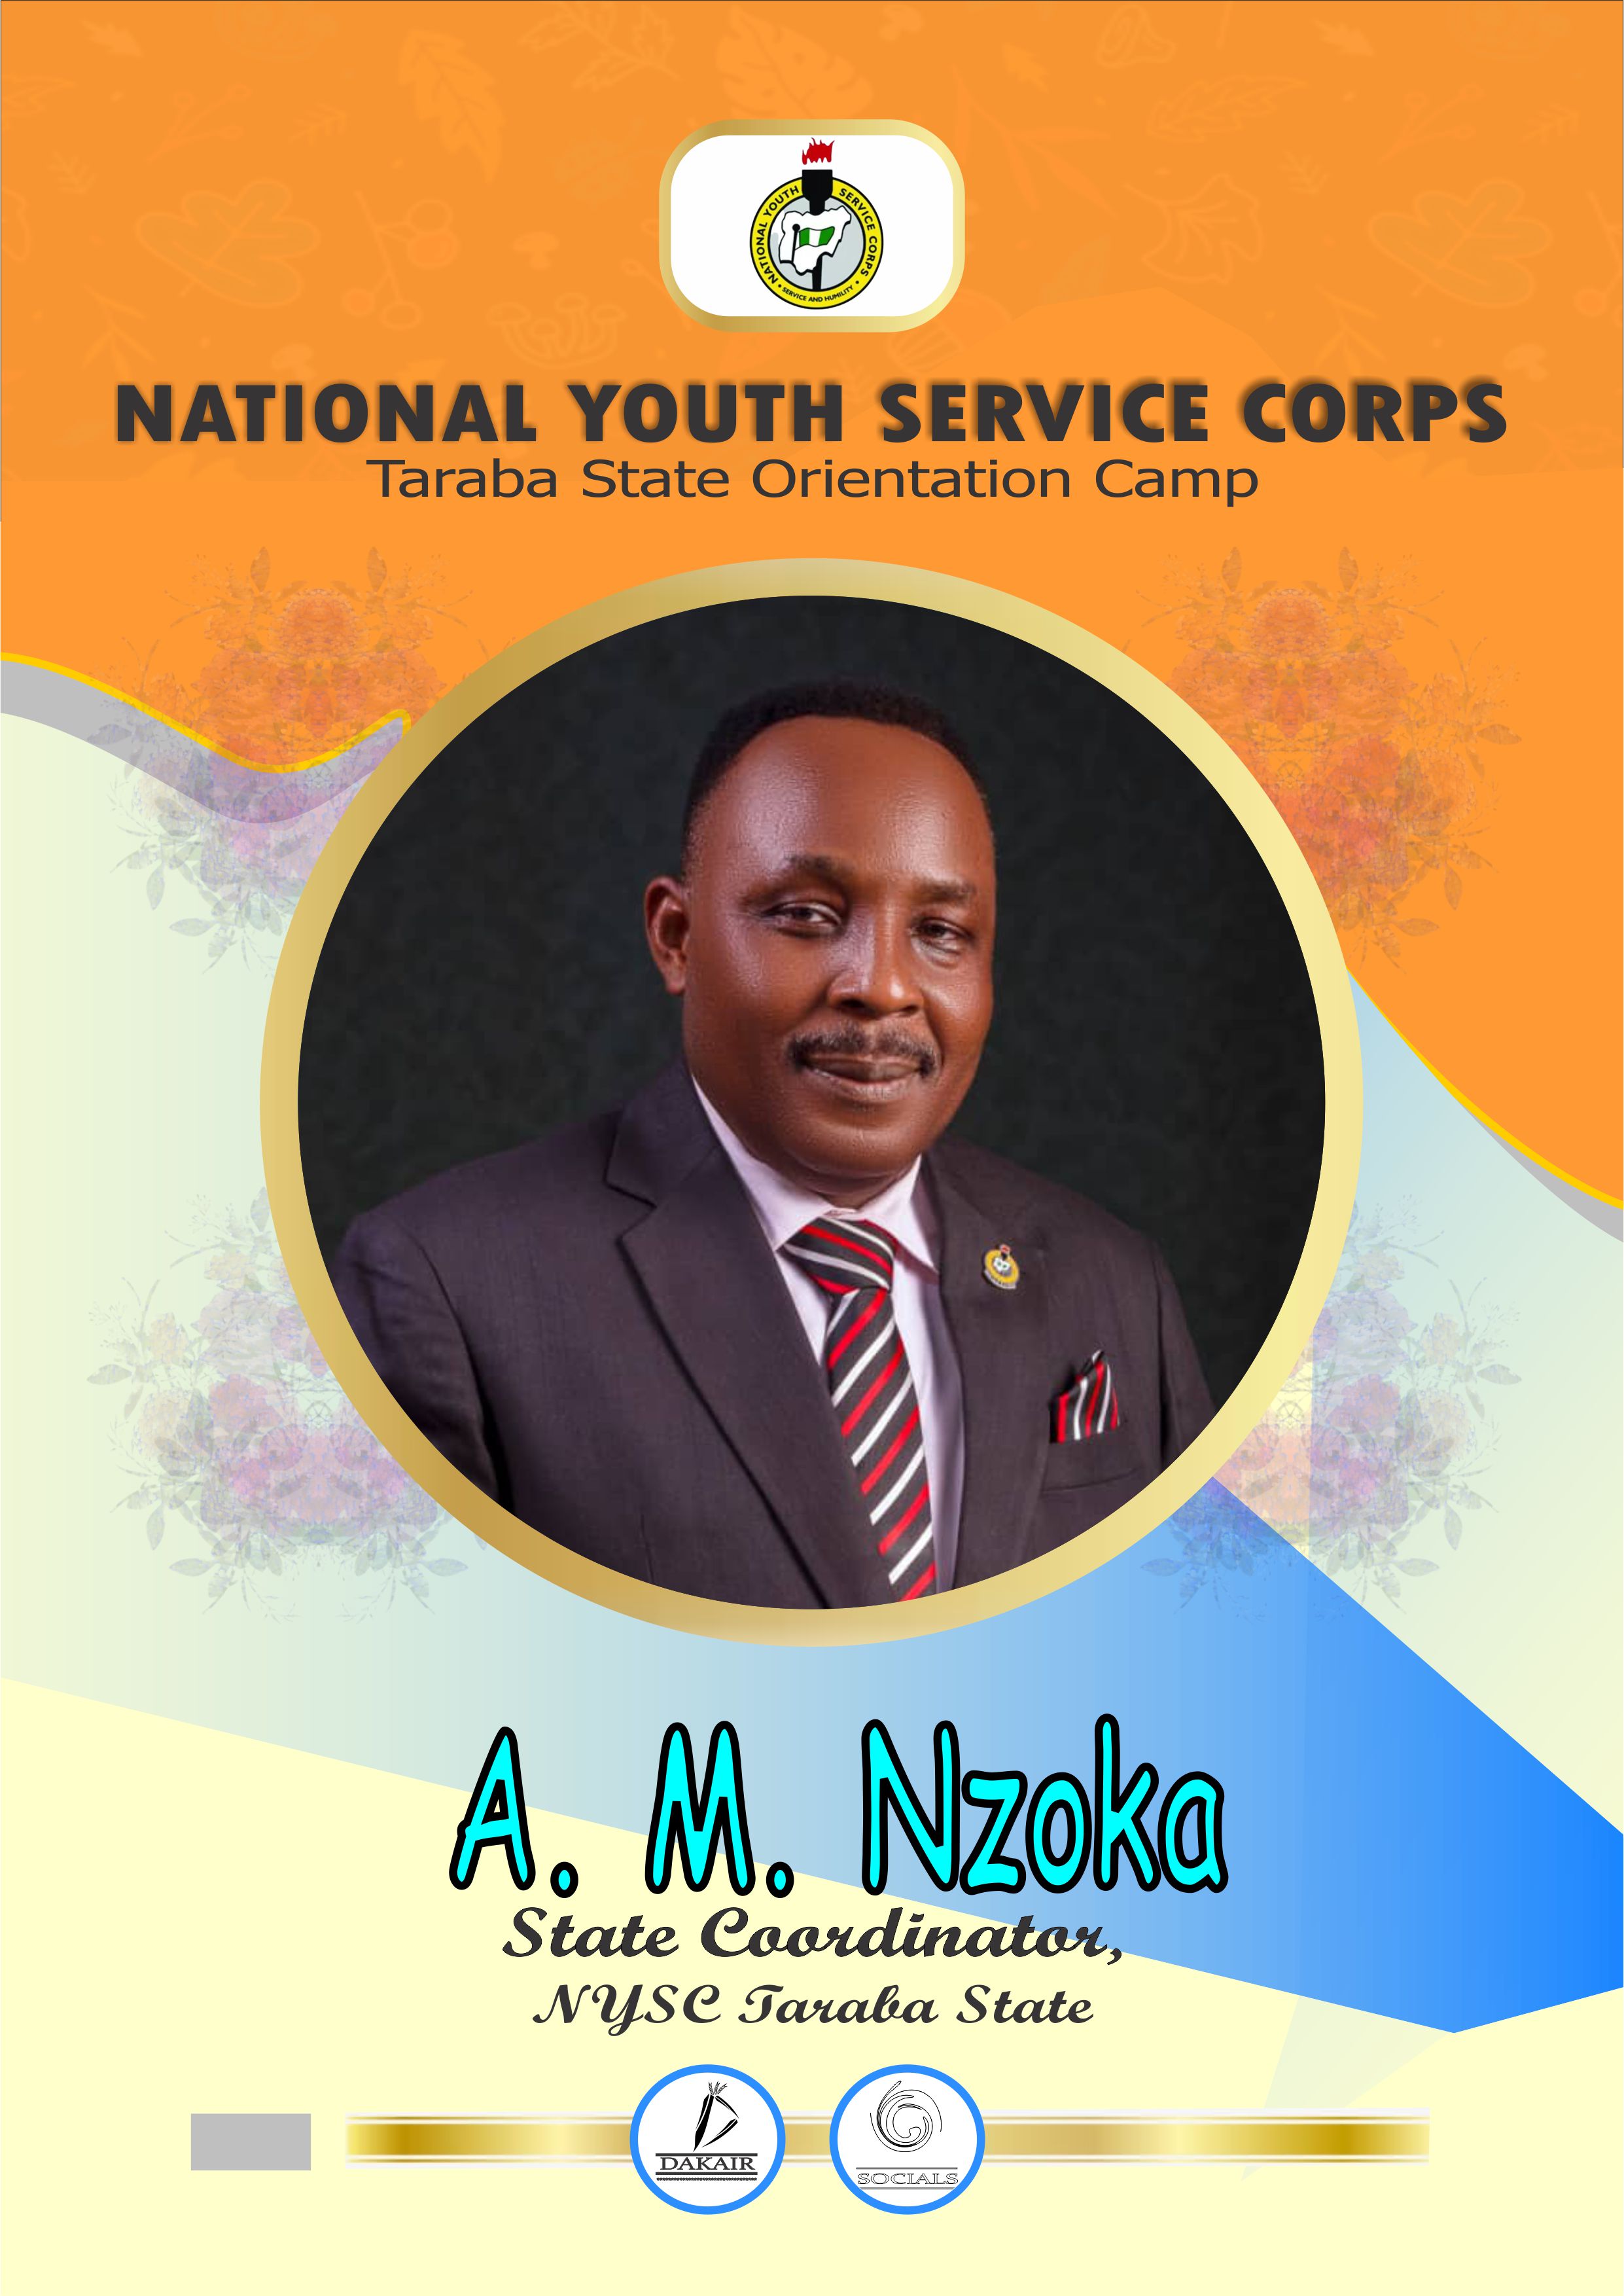 NATIONAL YOUTH SERVICE CORPS
SERVICE AND HUMILITY
NATIONAL YOUTH SERVICE CORPS
Taraba State Orientation Camp
A. M. Nzoka
State Coordinator,
NYSC Taraba State
DAKAIR
SOCIALS